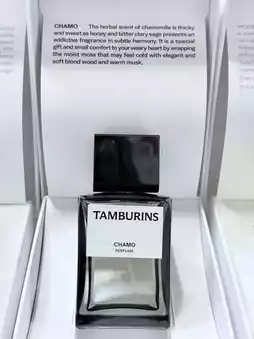 CHAMO The herbal scent of chamomile is thicky
and sweet as honey and bitter clary sage presents an
addictive fragrance in subtle harmony. It is a special
gift and small comfort to your weary heart by wrapping
the moist moss that may feel cold with elegant and
soft blond wood and warm musk.
TAMBURINS
CHAMO
PERFUME